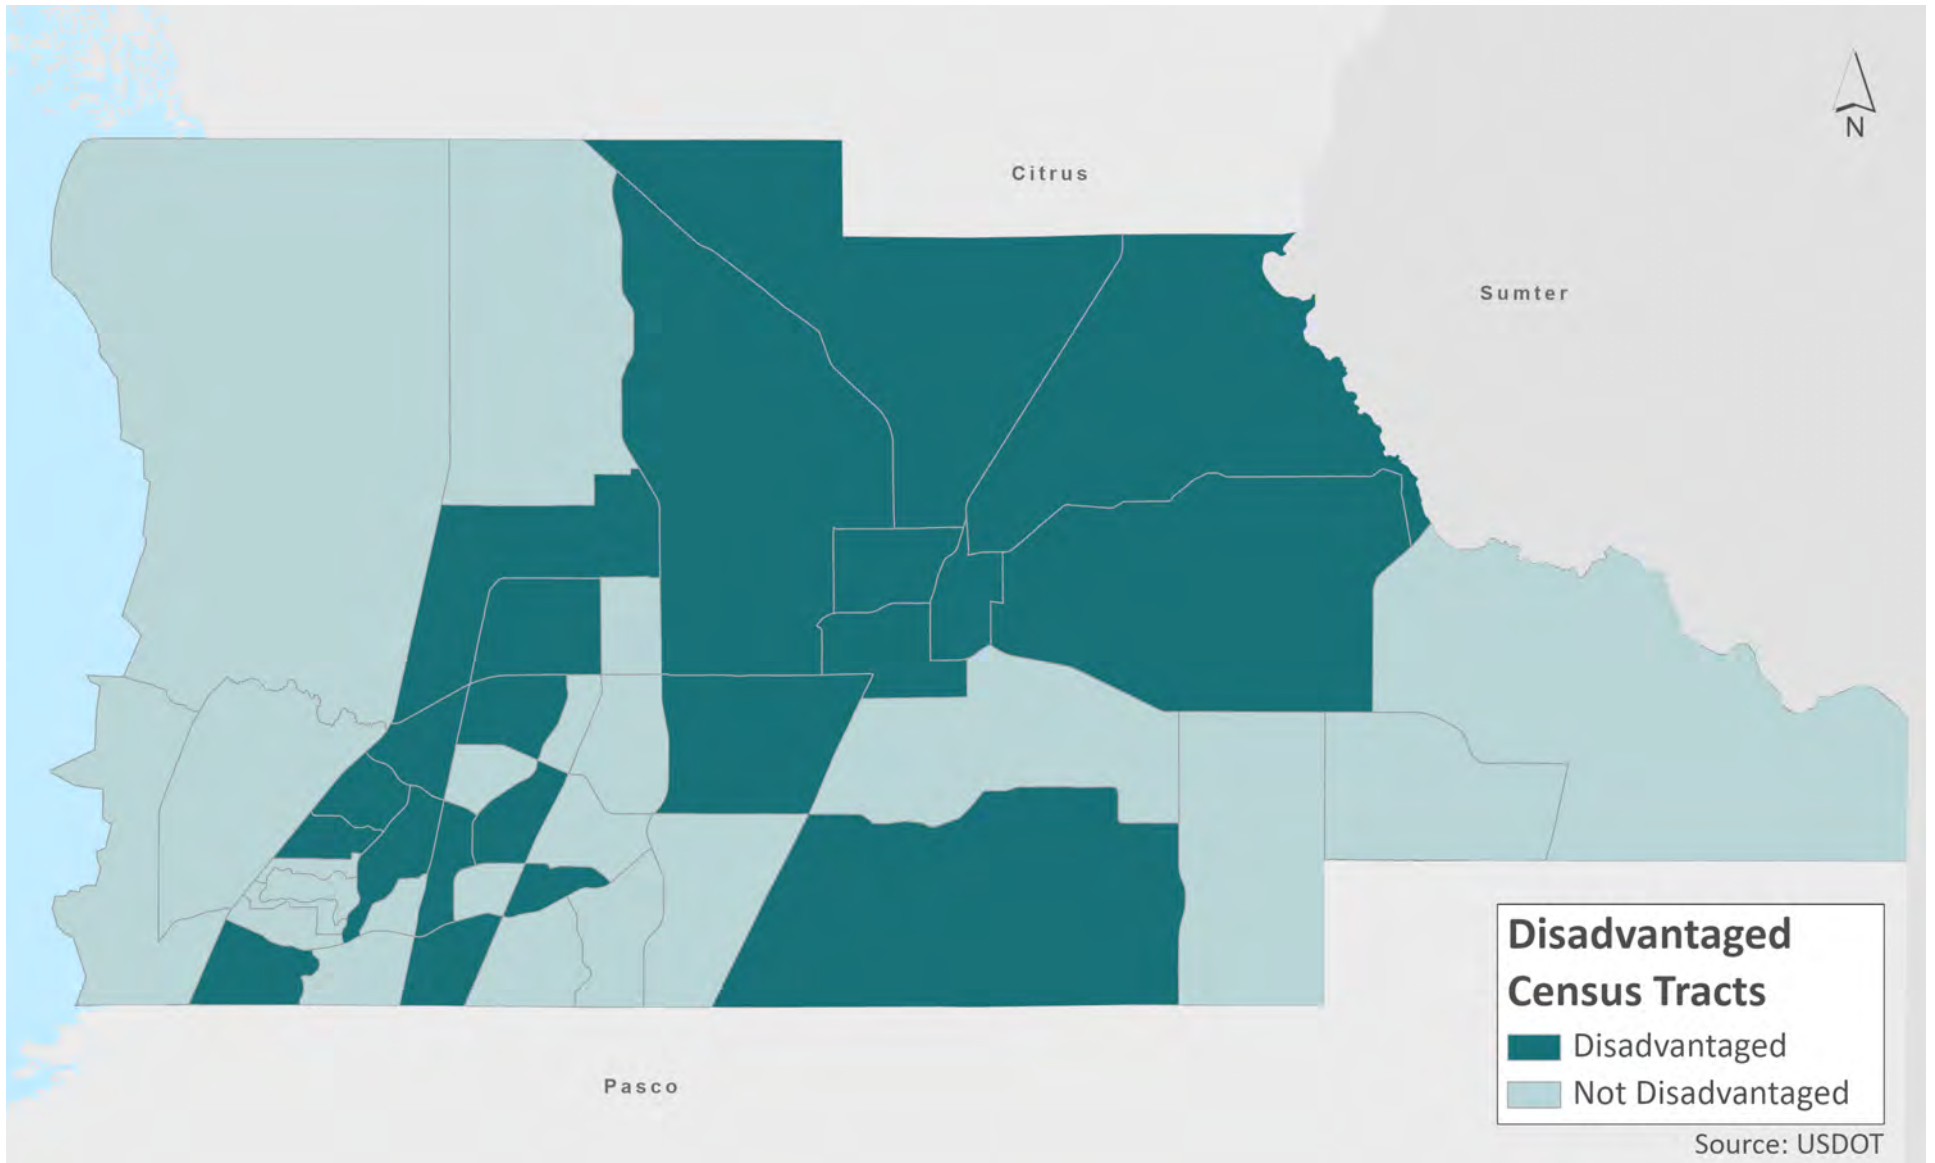 N
Citrus
Sumter
Pasco
Disadvantaged
Census Tracts
Disadvantaged
Not Disadvantaged
Source: USDOT